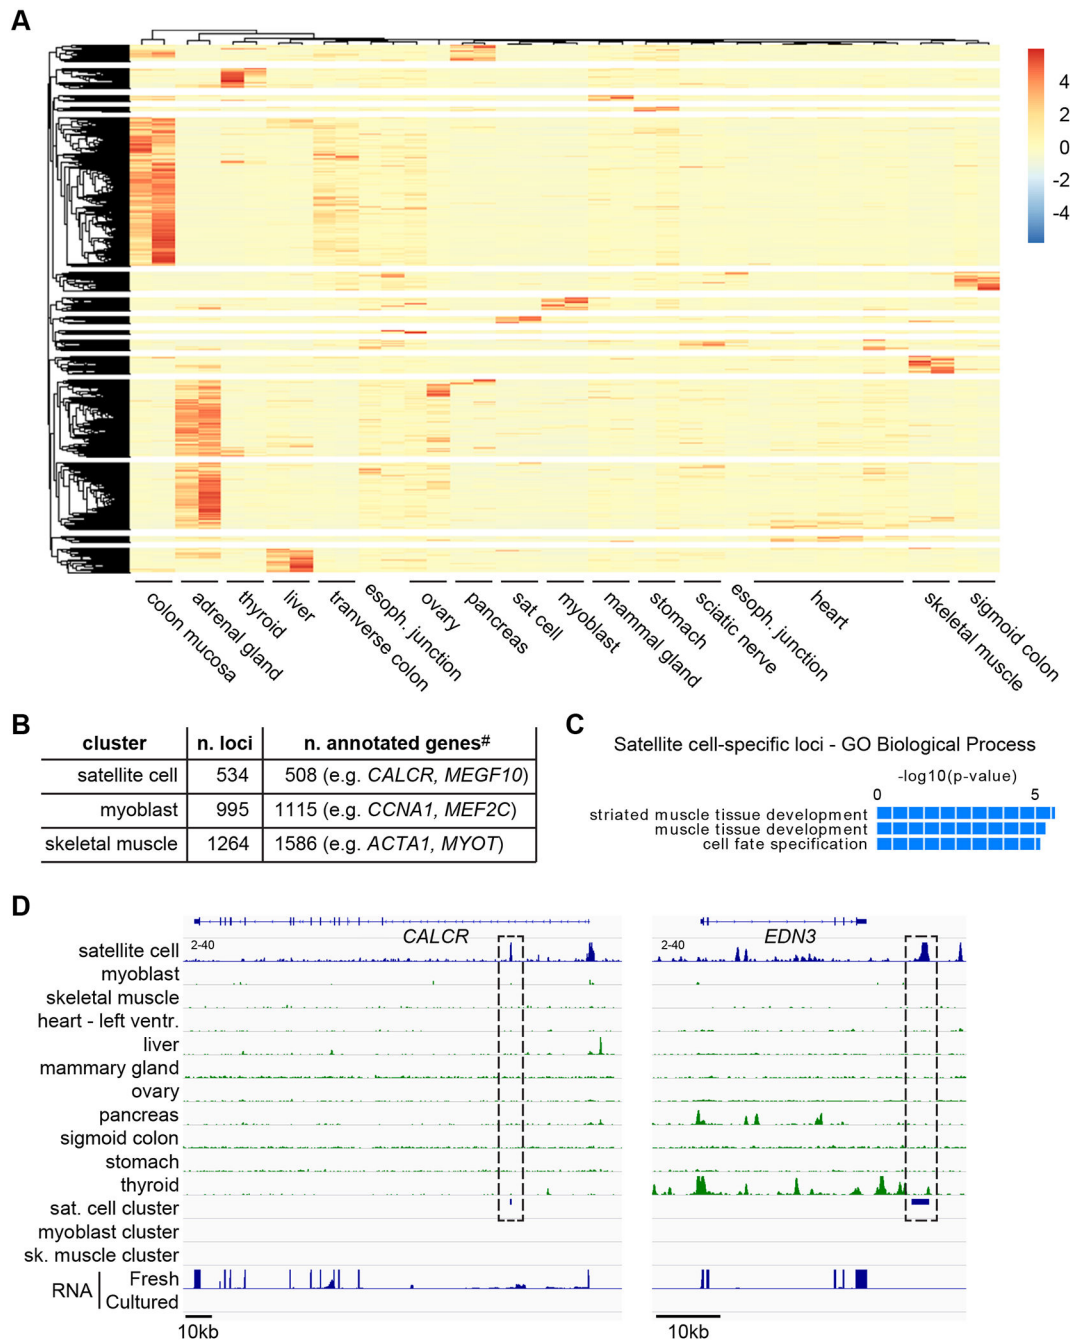 A
4
2
0
-2
-4
colon mucosa
adrenal gland
thyroid
liver
tranverse colon
esoph. junction
ovary
pancreas
sat cell
myoblast
mammal gland
stomach
sciatic nerve
esoph. junction
heart
skeletal muscle
sigmoid colon
B
cluster n. loci n. annotated genes#
satellite cell 534 508 (e.g. CALCR, MEGF10)
myoblast 995 1115 (e.g. CCNA1, MEF2C)
skeletal muscle 1264 1586 (e.g. ACTA1, MYOT)
C
Satellite cell-specific loci - GO Biological Process
-log10(p-value)
0 5
striated muscle tissue development
muscle tissue development
cell fate specification
D
CALCR EDN3
satellite cell 2-40 2-40
myoblast
skeletal muscle
heart - left ventr.
liver
mammary gland
ovary
pancreas
sigmoid colon
stomach
thyroid
sat. cell cluster
myoblast cluster
sk. muscle cluster
RNA Fresh
Cultured
10kb 10kb